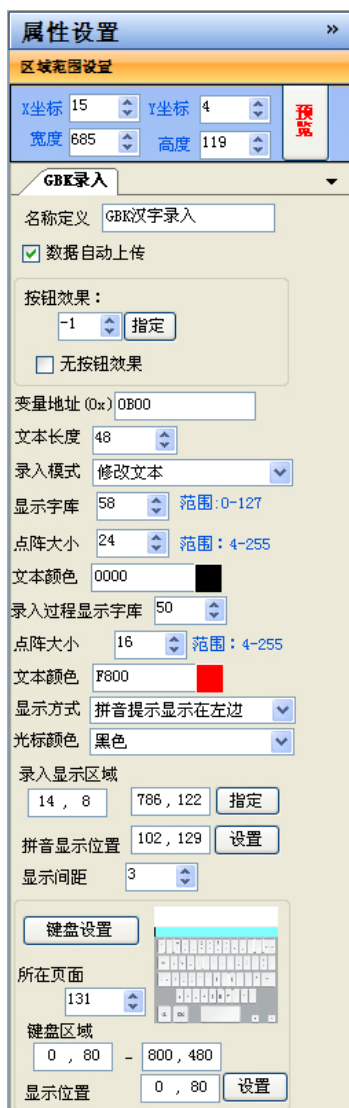 属性设置 »
区域范围设置
X坐标 15 Y坐标 4
宽度 685 高度 119
预览
GBK录入
名称定义 GBK汉字录入
数据自动上传
按钮效果：
-1 指定
无按钮效果
变量地址(0x) 0B00
文本长度 48
录入模式 修改文本
显示字库 58 范围:0-127
点阵大小 24 范围：4-255
文本颜色 0000
录入过程显示字库 50
点阵大小 16 范围：4-255
文本颜色 F800
显示方式 拼音提示显示在左边
光标颜色 黑色
录入显示区域
14 , 8 786,122 指定
拼音显示位置 102,129 设置
显示间距 3
键盘设置
所在页面
131
键盘区域
0 , 80 - 800,480
显示位置 0 , 80 设置